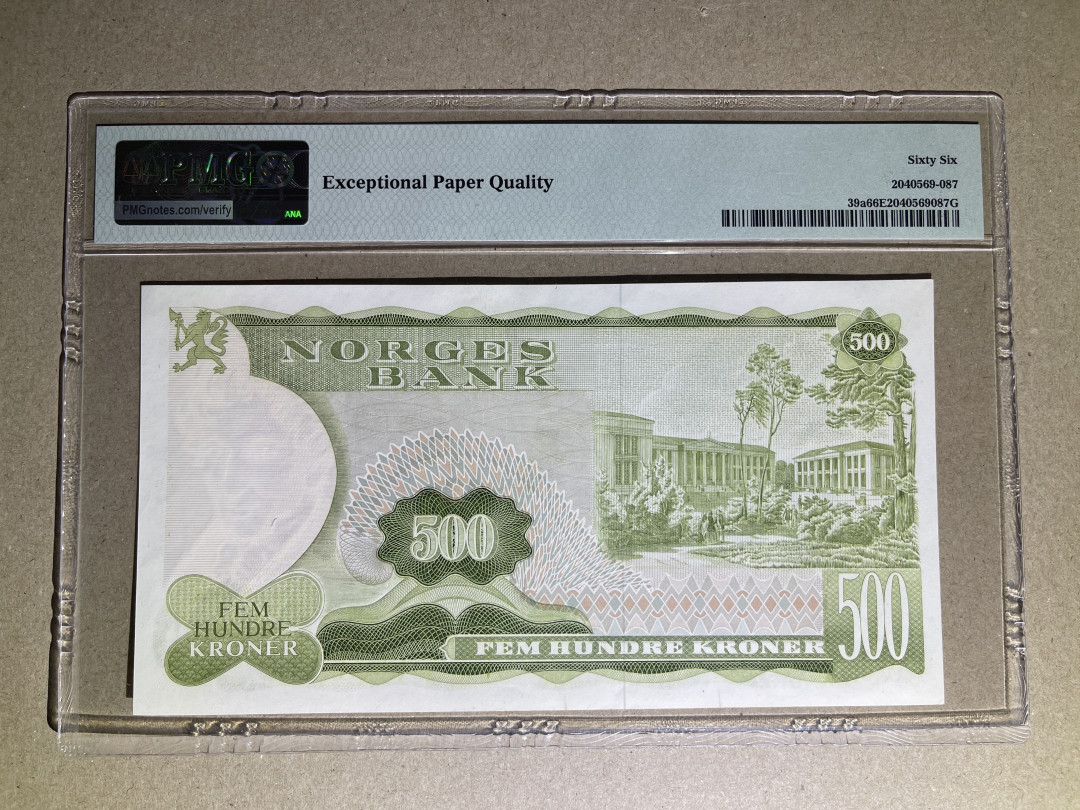 PMG
PMGnotes.com/verify
ANA
Exceptional Paper Quality
Sixty Six
2040569-087
39a66E2040569087G
NORGES
BANK
500
500
FEM
HUNDRE
KRONER
FEM HUNDRE KRONER
500